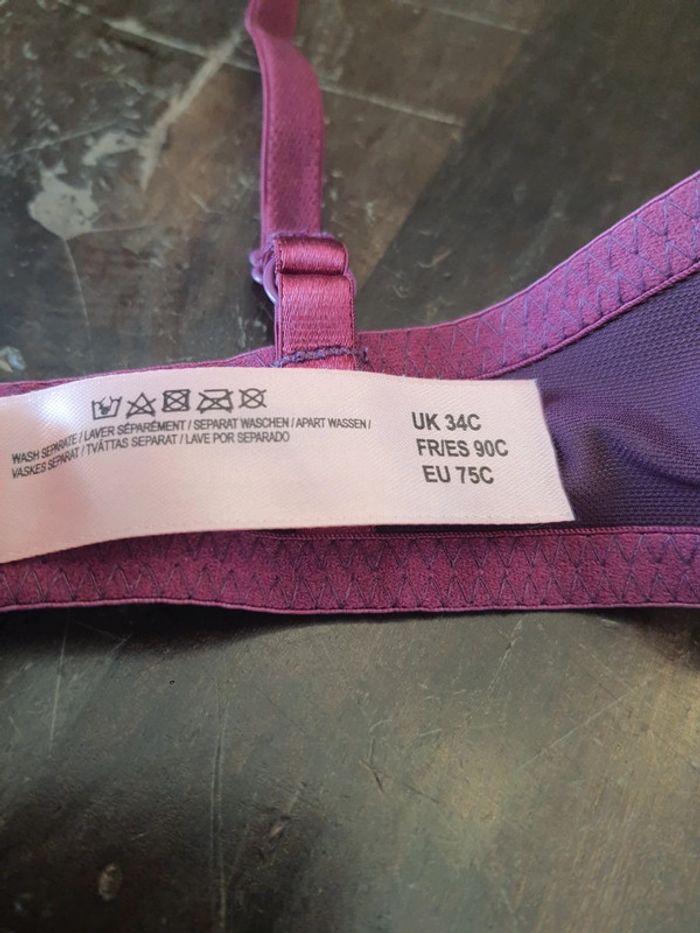 WASH SEPARATE / LAVER SÉPARÉMENT / SEPARAT WASCHEN / APART WASSEN /
VASKES SEPARAT / TVÄTTAS SEPARAT / LAVE POR SEPARADO
UK 34C
FR/ES 90C
EU 75C